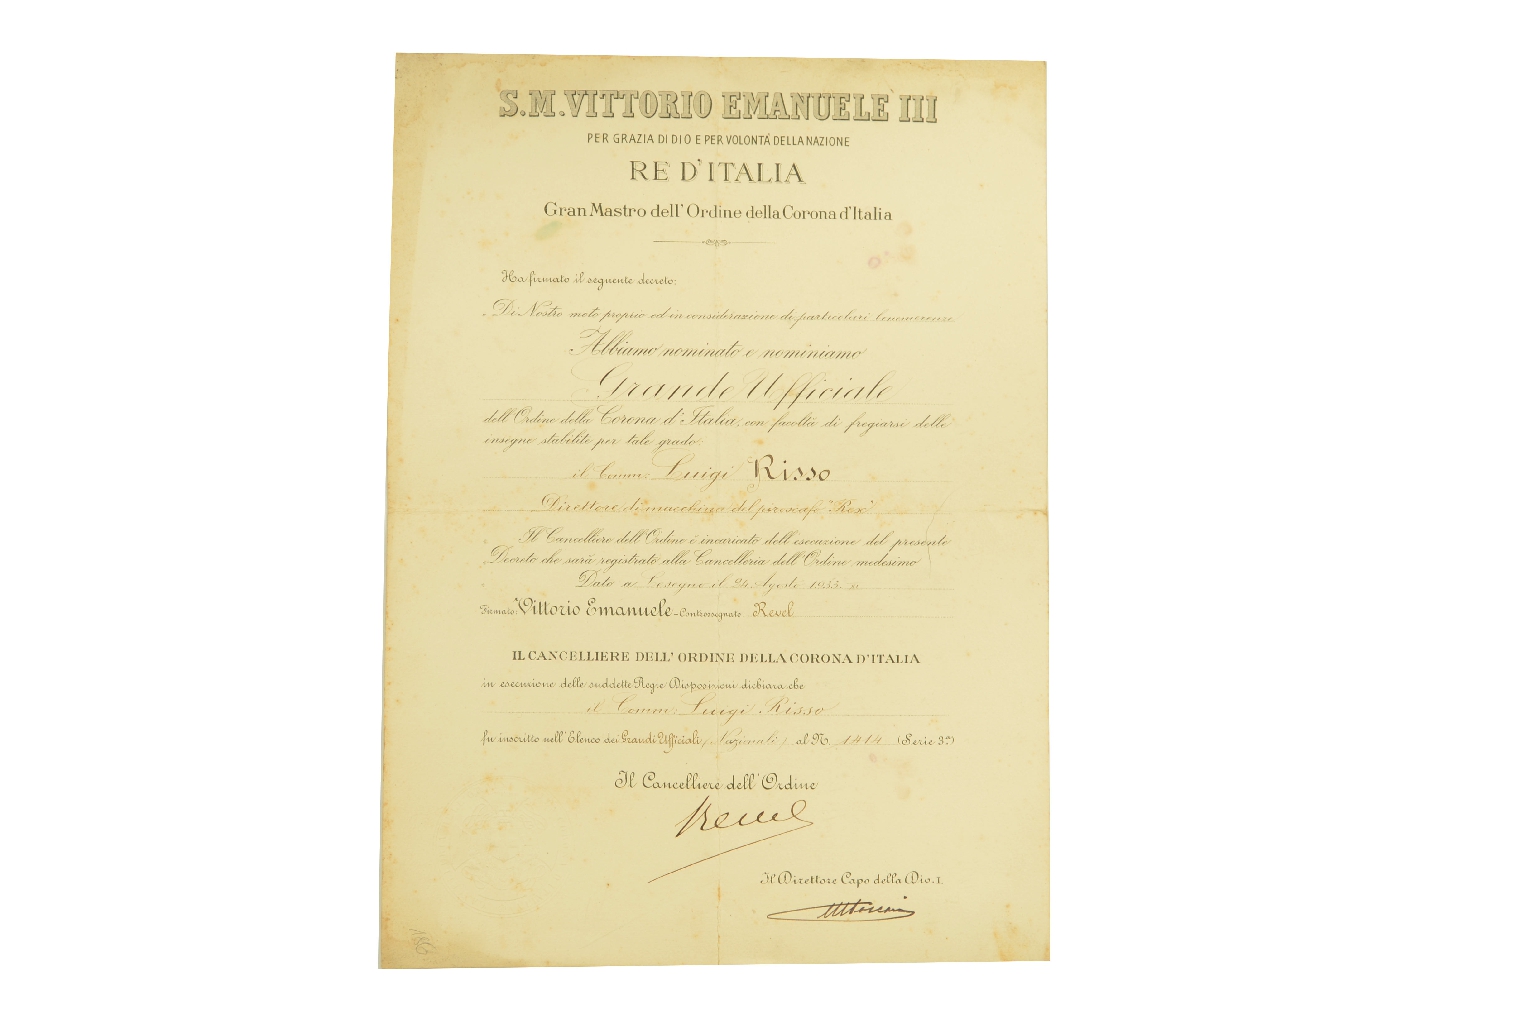 S.M. VITTORIO EMANUELE III
PER GRAZIA DI DIO E PER VOLONTÀ DELLA NAZIONE
RE D'ITALIA
Gran Mastro dell' Ordine della Corona d'Italia
Ha firmato il seguente decreto:
Di Nostro moto proprio ed in considerazione di particolari benemerenze
Abbiamo nominato e nominiamo
Grande Ufficiale
dell'Ordine della Corona d'Italia, con facoltà di fregiarsi delle
insegne stabilite per tale grado:
il Comm: Luigi Risso
Direttore di macchina del piroscafo "Rex"
Il Cancelliere dell'Ordine è incaricato dell'esecuzione del presente
Decreto che sarà registrato alla Cancelleria dell'Ordine medesimo
Dato a il 24 Agosto 1933.
Firmato: Vittorio Emanuele - Controssegnato Revel
IL CANCELLIERE DELL' ORDINE DELLA CORONA D'ITALIA
in esecuzione delle suddette Regie Disposizioni dichiara che
il Comm: Luigi Risso
fu inscritto nell'Elenco dei Grandi Ufficiali (Nazionali) al N. 1414 (Serie 3ª)
Il Cancelliere dell' Ordine
Revel
Il Direttore Capo della Div. I.